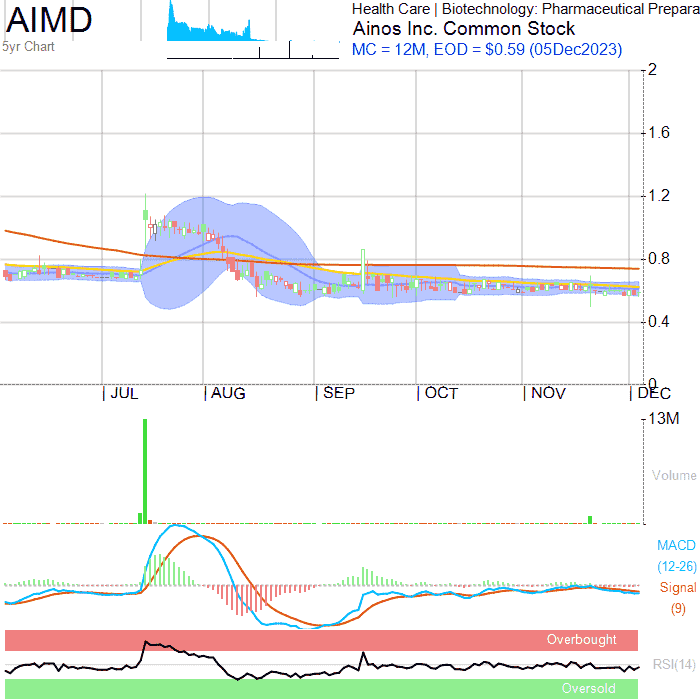 AIMD
5yr Chart
Health Care | Biotechnology: Pharmaceutical Prepara
Ainos Inc. Common Stock
MC = 12M, EOD = $0.59 (05Dec2023)
2
1.6
1.2
0.8
0.4
0
JUL AUG SEP OCT NOV DEC
13M
Volume
MACD
(12-26)
Signal
(9)
Overbought
RSI(14)
Oversold